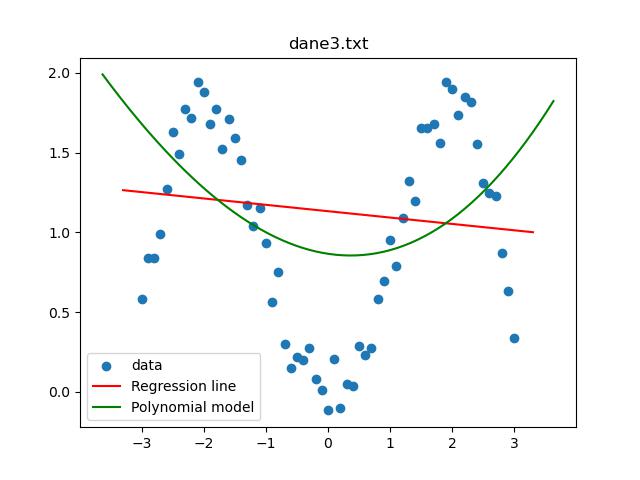 dane3.txt
2.0
1.5
1.0
0.5
0.0
data
Regression line
Polynomial model
−3 −2 −1 0 1 2 3